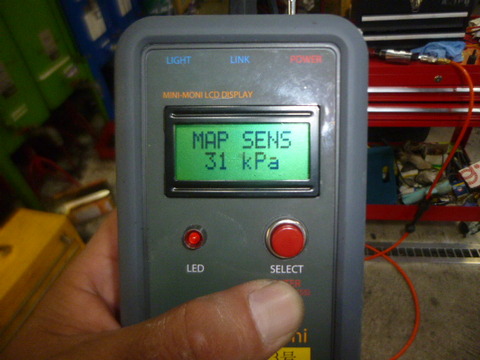 LIGHT LINK POWER
MINI-MONI LCD DISPLAY
MAP SENS
31 kPa
LED SELECT